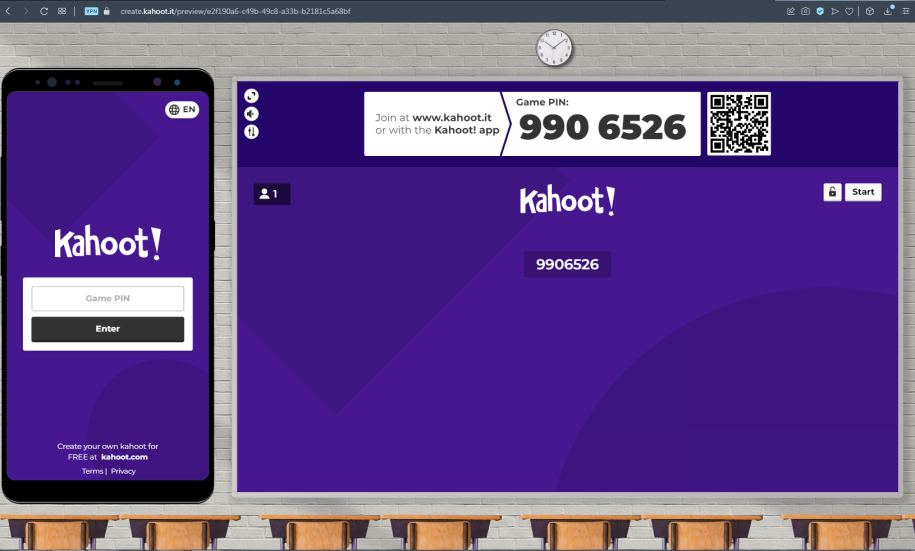 VPN
create.kahoot.it/preview/e2f190a6-c49b-49c8-a33b-b2181c5a68bf
EN
Kahoot!
Game PIN
Enter
Create your own kahoot for
FREE at kahoot.com
Terms | Privacy
Join at www.kahoot.it
or with the Kahoot! app
Game PIN:
990 6526
1
Kahoot!
Start
9906526